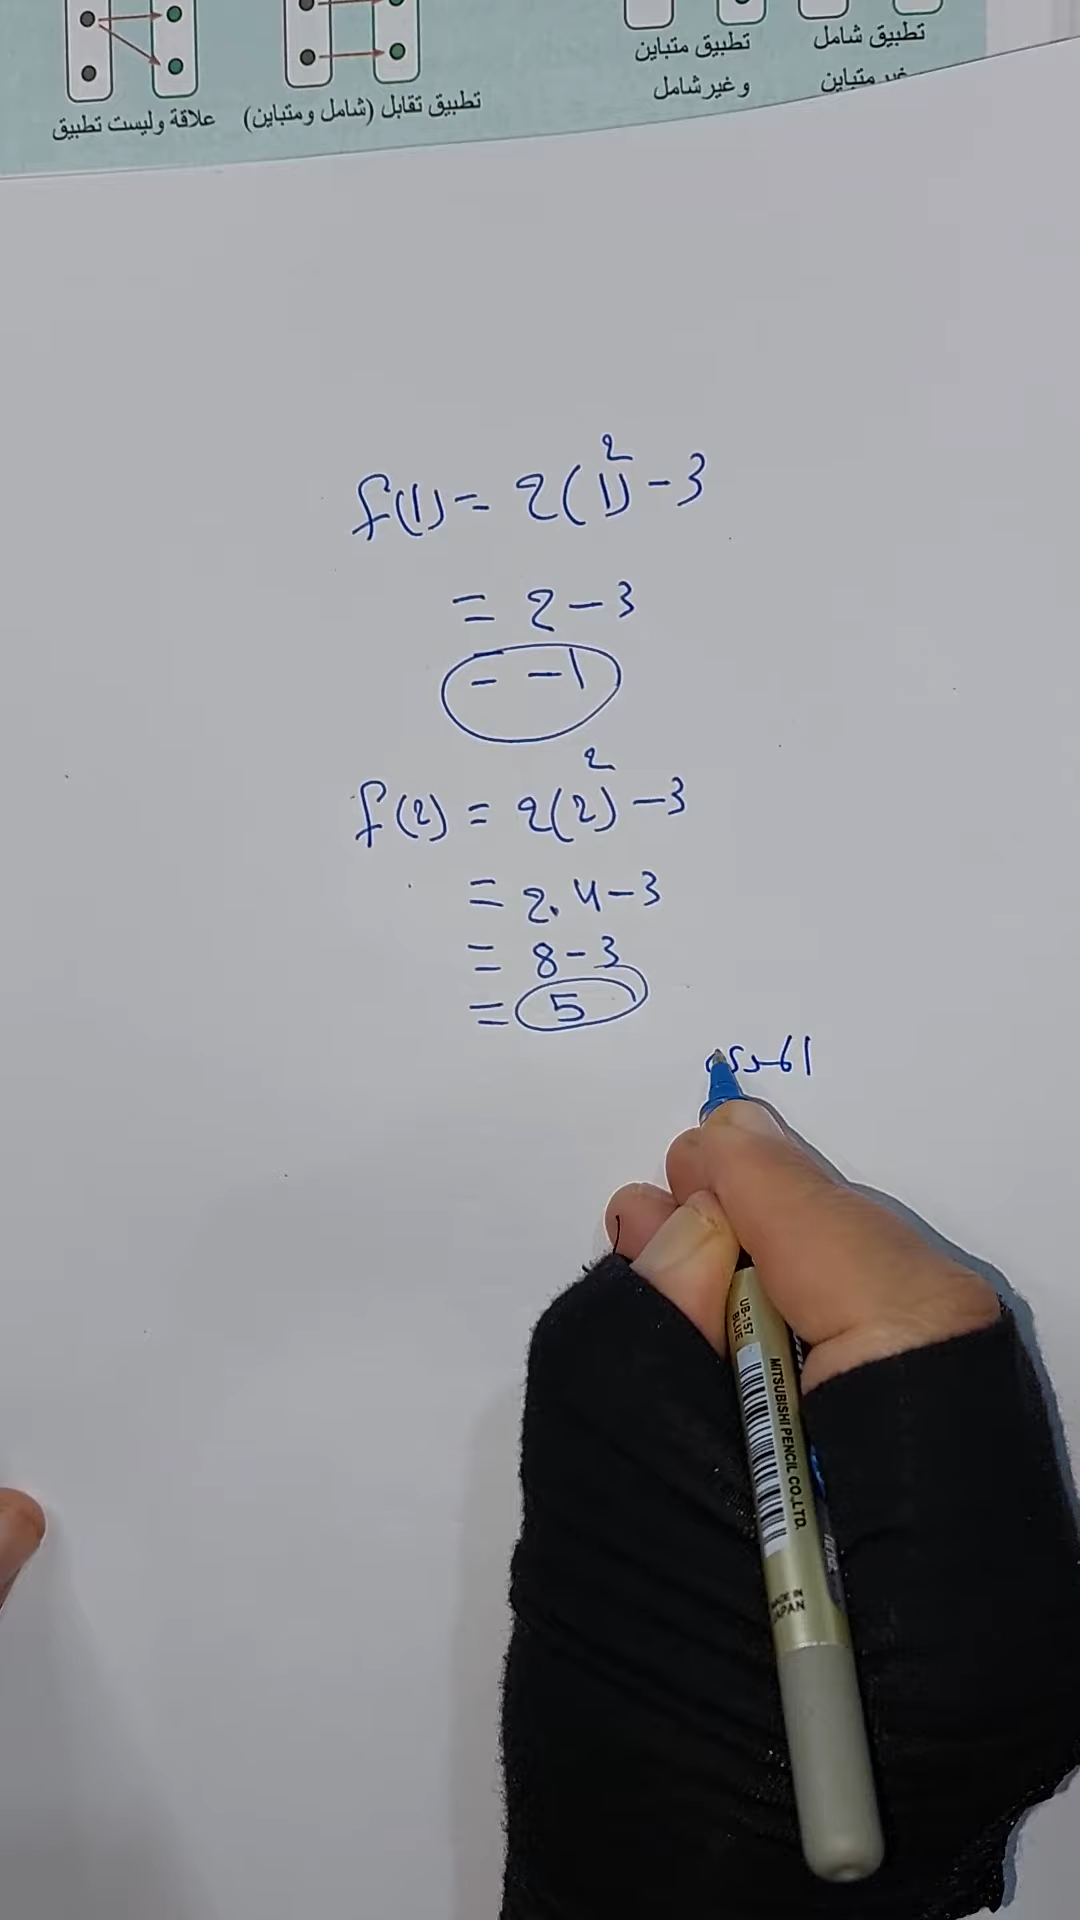 تطبيق شامل
غير متباين
تطبيق متباين
وغير شامل
تطبيق تقابل (شامل ومتباين)
علاقة وليست تطبيق
f(1) = 2(1)² - 3
= 2 - 3
= -1
f(2) = 2(2)² - 3
= 2.4 - 3
= 8 - 3
= 5
UB-157
BLUE
MITSUBISHI PENCIL CO.,LTD.
MADE IN
JAPAN